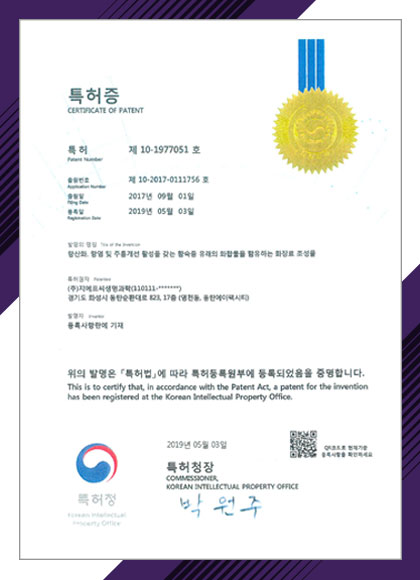 특허증
CERTIFICATE OF PATENT
특 허 제 10-1977051 호
Patent Number
출원번호 제 10-2017-0111756 호
Application Number
출원일 2017년 09월 01일
Filing Date
등록일 2019년 05월 03일
Registration Date
발명의 명칭 Title of the Invention
항산화, 항염 및 주름개선 활성을 갖는 황숙동 유래의 화합물을 함유하는 화장료 조성물
특허권자 Patentee
(주)지에프씨생명과학(110111-*******)
경기도 화성시 동탄순환대로 823, 17층 (영천동, 동탄에이팩시티)
발명자 Inventor
등록사항란에 기재
위의 발명은 「특허법」에 따라 특허등록원부에 등록되었음을 증명합니다.
This is to certify that, in accordance with the Patent Act, a patent for the invention
has been registered at the Korean Intellectual Property Office.
2019년 05월 03일
QR코드로 현재기준
등록사항을 확인하세요
특허청장
COMMISSIONER,
KOREAN INTELLECTUAL PROPERTY OFFICE
박 원 주
특허청
Korean Intellectual
Property Office